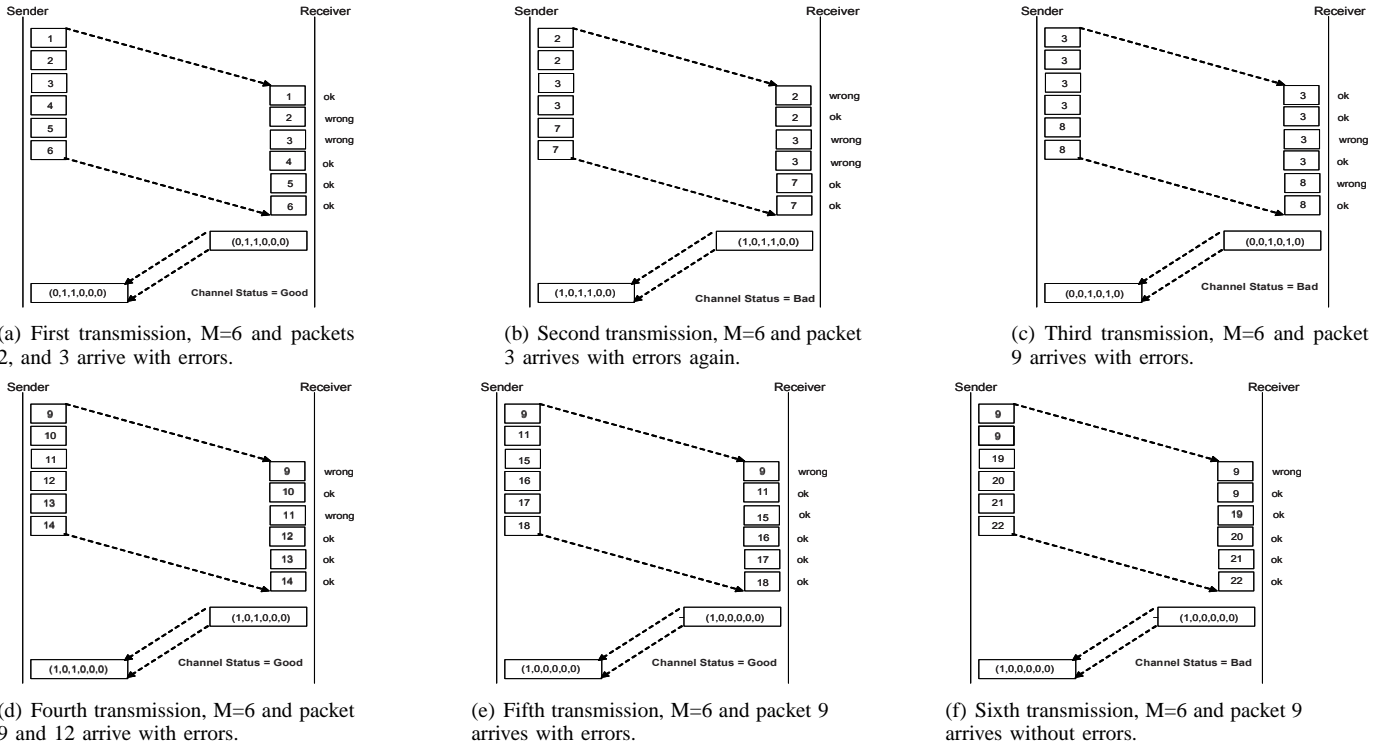 Sender
Receiver
1
2
3
4
5
6
1 ok
2 wrong
3 wrong
4 ok
5 ok
6 ok
(0,1,1,0,0,0)
(0,1,1,0,0,0)
Channel Status = Good
(a) First transmission, M=6 and packets
2, and 3 arrive with errors.
Sender
Receiver
2
2
3
3
7
7
2 wrong
2 ok
3 wrong
3 wrong
7 ok
7 ok
(1,0,1,1,0,0)
(1,0,1,1,0,0)
Channel Status = Bad
(b) Second transmission, M=6 and packet
3 arrives with errors again.
Sender
Receiver
3
3
3
3
8
8
3 ok
3 ok
3 wrong
3 ok
8 wrong
8 ok
(0,0,1,0,1,0)
(0,0,1,0,1,0)
Channel Status = Bad
(c) Third transmission, M=6 and packet
9 arrives with errors.
Sender
Receiver
9
10
11
12
13
14
9 wrong
10 ok
11 wrong
12 ok
13 ok
14 ok
(1,0,1,0,0,0)
(1,0,1,0,0,0)
Channel Status = Good
(d) Fourth transmission, M=6 and packet
9 and 12 arrive with errors.
Sender
Receiver
9
11
15
16
17
18
9 wrong
11 ok
15 ok
16 ok
17 ok
18 ok
(1,0,0,0,0,0)
(1,0,0,0,0,0)
Channel Status = Good
(e) Fifth transmission, M=6 and packet 9
arrives with errors.
Sender
Receiver
9
9
19
20
21
22
9 wrong
9 ok
19 ok
20 ok
21 ok
22 ok
(1,0,0,0,0,0)
(1,0,0,0,0,0)
Channel Status = Bad
(f) Sixth transmission, M=6 and packet 9
arrives without errors.